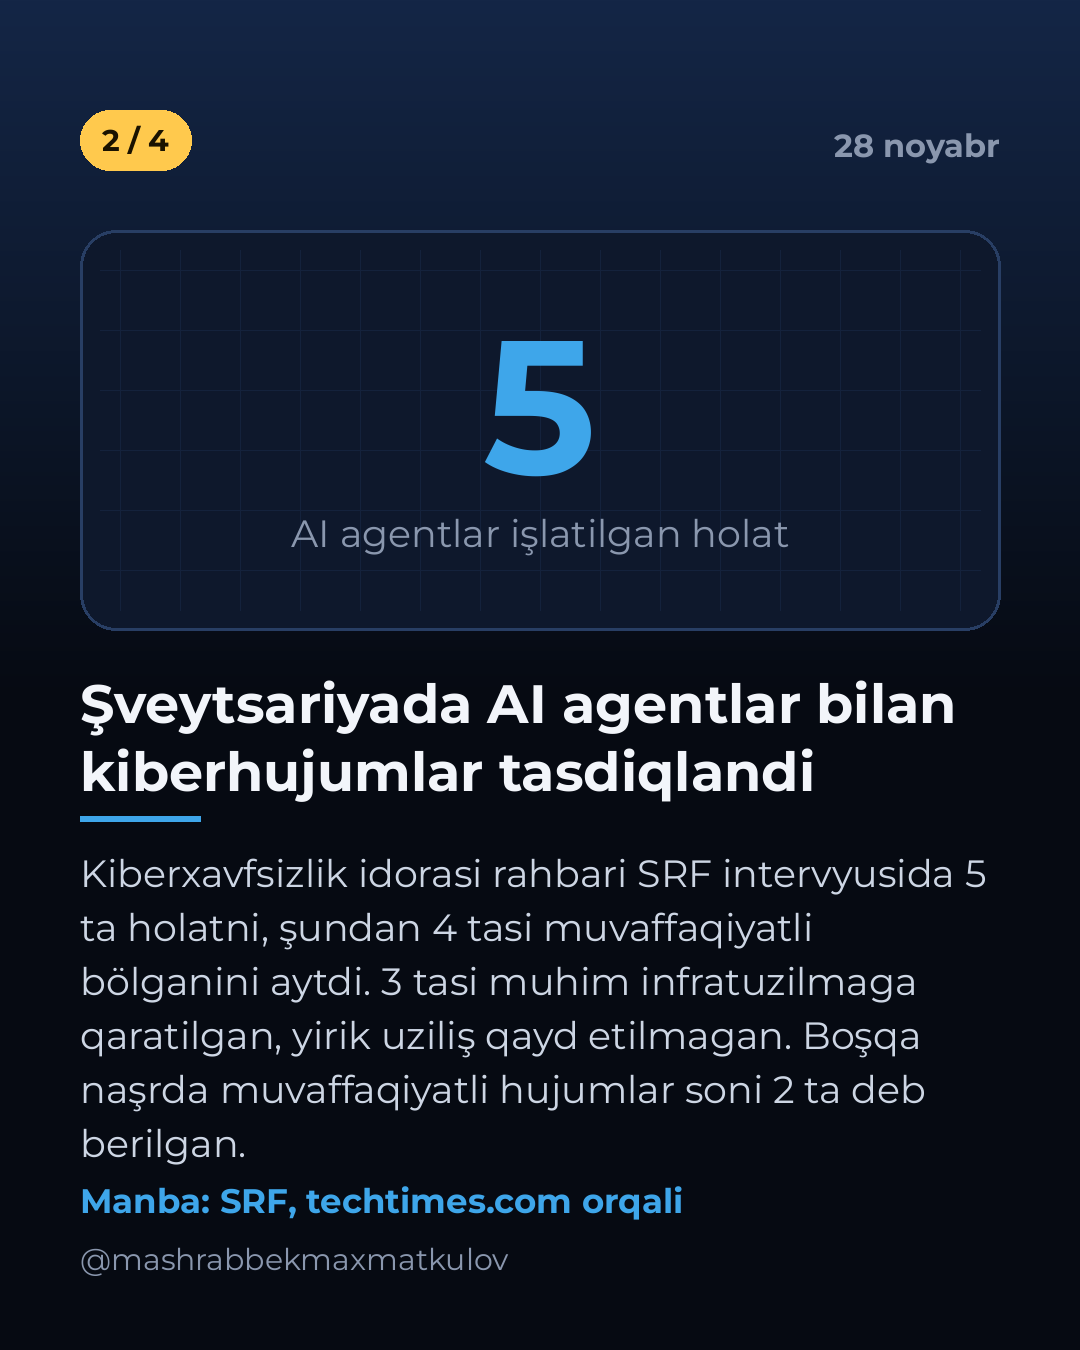 2 / 4
28 noyabr
5
AI agentlar işlatilgan holat
Şveytsariyada AI agentlar bilan
kiberhujumlar tasdiqlandi
Kiberxavfsizlik idorasi rahbari SRF intervyusida 5
ta holatni, şundan 4 tasi muvaffaqiyatli
bölganini aytdi. 3 tasi muhim infratuzilmaga
qaratilgan, yirik uziliş qayd etilmagan. Boşqa
naşrda muvaffaqiyatli hujumlar soni 2 ta deb
berilgan.
Manba: SRF, techtimes.com orqali
@mashrabbekmaxmatkulov